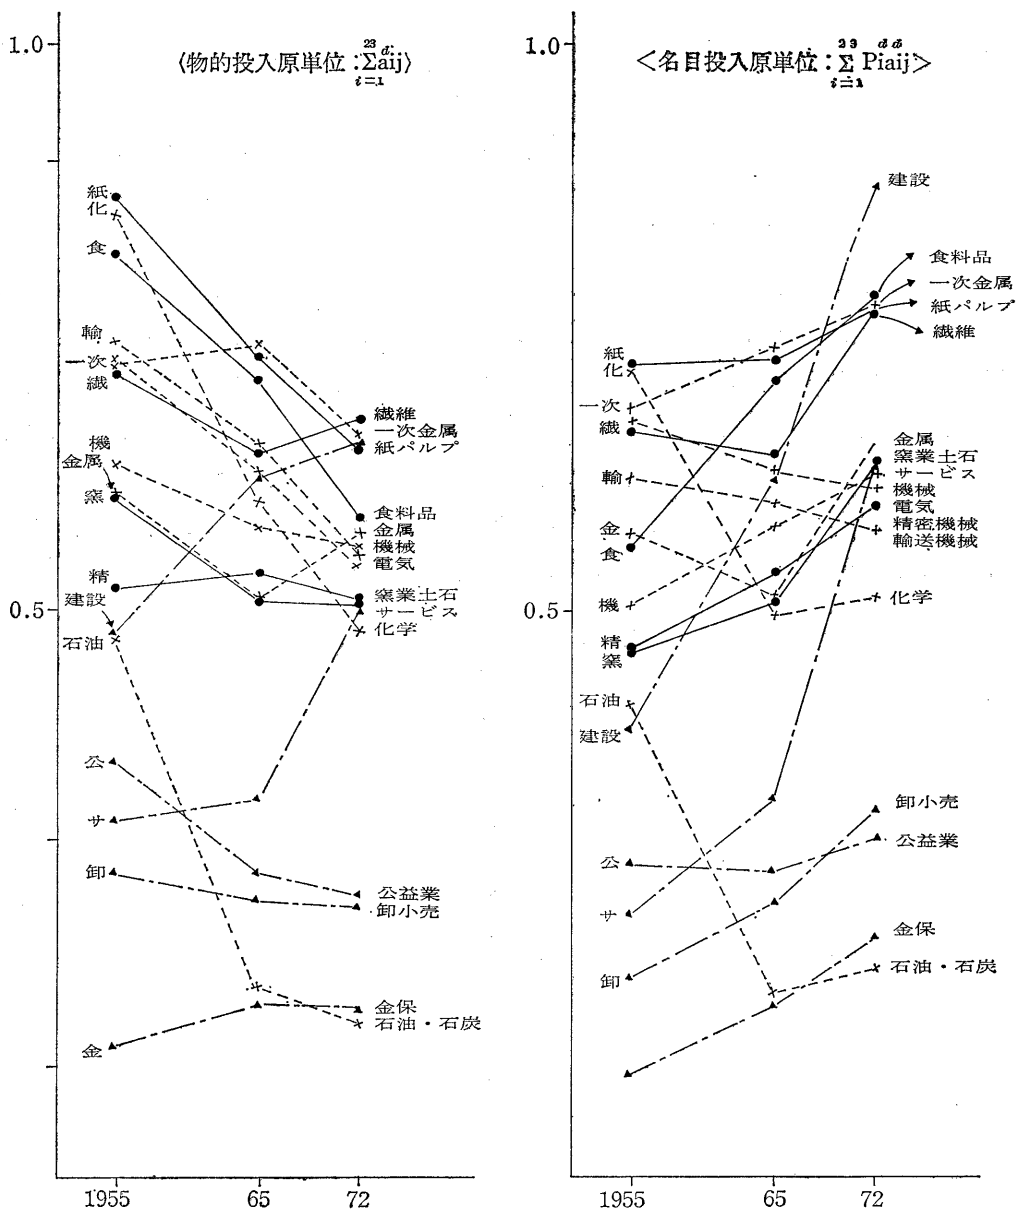 1.0
〈物的投入原単位:Σaij〉
23 d
i=1
紙
化
食
輸
一次
繊
機
金属
窯
0.5
精
建設
石油
公
サ
卸
金
繊維
一次金属
紙パルプ
食料品
金属
機械
電気
窯業土石
サービス
化学
公益業
卸小売
金保
石油・石炭
1955 65 72
1.0
<名目投入原単位:Σ Piaij>
i=1
建設
食料品
一次金属
紙パルプ
繊維
紙
化
一次
繊
輸
金
食
機
0.5
精
窯
石油
建設
公
サ
卸
金属
窯業土石
サービス
機械
電気
精密機械
輸送機械
化学
卸小売
公益業
金保
石油・石炭
1955 65 72